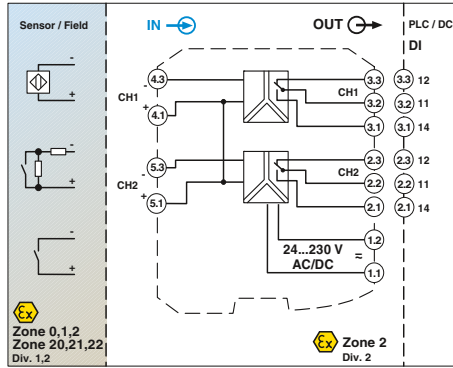 Sensor / Field
IN
OUT
PLC / DC
DI
-
+
-
+
-
+
4.3
-
CH1
+
4.1
5.3
-
CH2
+
5.1
3.3
CH1
3.2
3.1
2.3
CH2
2.2
2.1
1.2
24...230 V
AC/DC
≈
1.1
3.3 12
3.2 11
3.1 14
2.3 12
2.2 11
2.1 14
Ex
Zone 0,1,2
Zone 20,21,22
Div. 1,2
Ex
Zone 2
Div. 2